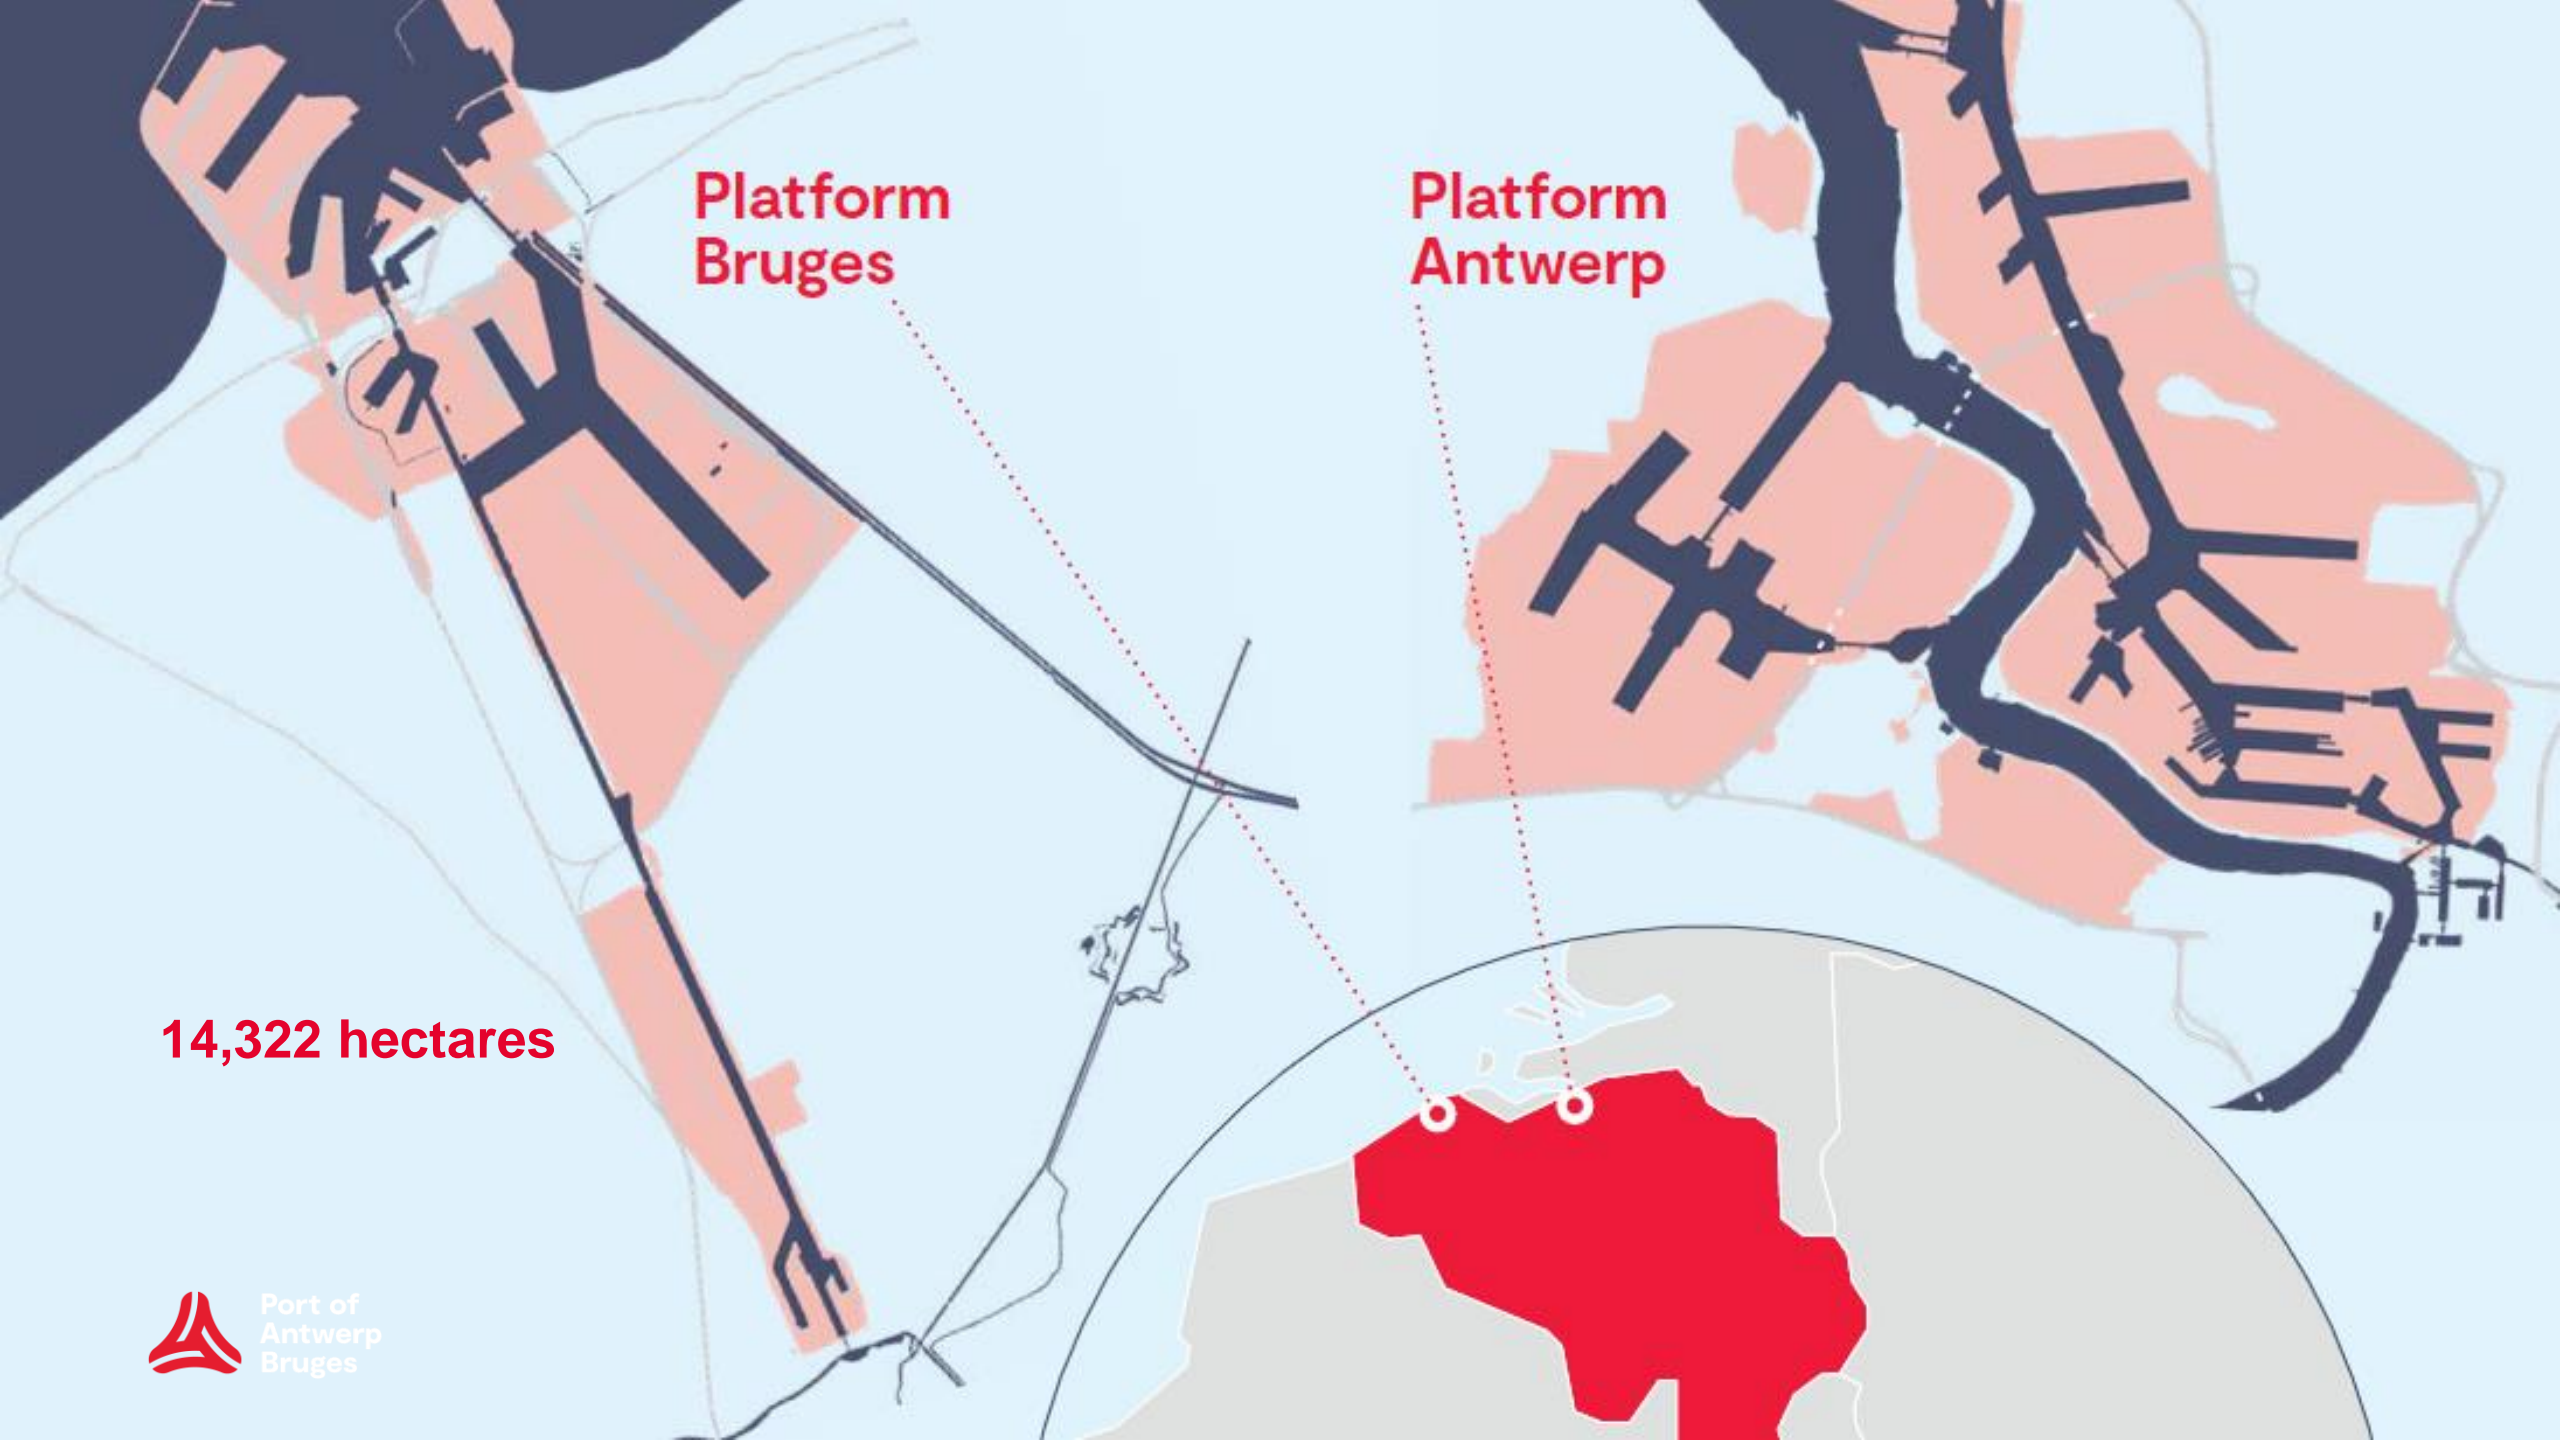 Platform
Bruges
Platform
Antwerp
14,322 hectares
Port of
Antwerp
Bruges